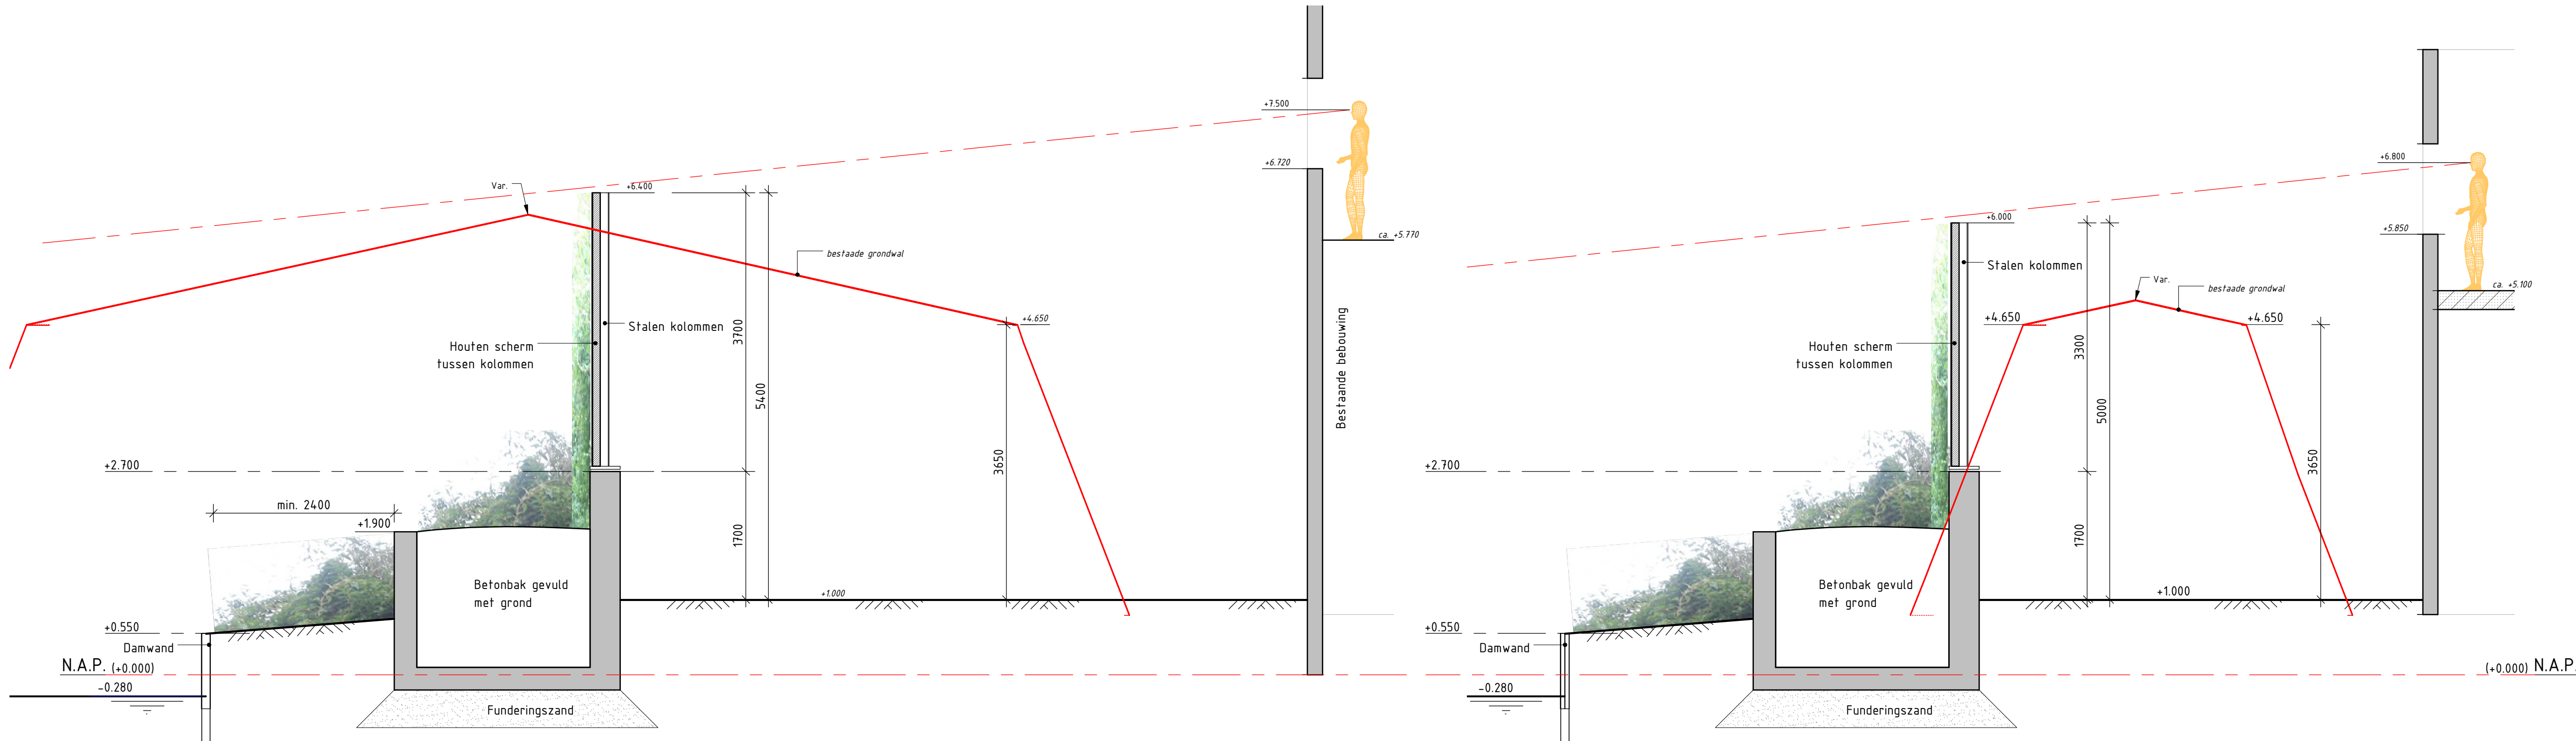 +7.500
+6.720
Var.
+6.400
ca. +5.770
bestaade grondwal
+4.650
Stalen kolommen
Houten scherm
tussen kolommen
3700
5400
3650
1700
Bestaande bebouwing
+2.700
min. 2400
+1.900
Betonbak gevuld
met grond
+1.000
+0.550
Damwand
N.A.P. (+0.000)
-0.280
Funderingszand
+6.800
+6.000
+5.850
Stalen kolommen
Var.
bestaade grondwal
ca. +5.100
+4.650
+4.650
Houten scherm
tussen kolommen
3300
5000
3650
1700
+2.700
Betonbak gevuld
met grond
+1.000
+0.550
Damwand
(+0.000) N.A.P.
-0.280
Funderingszand